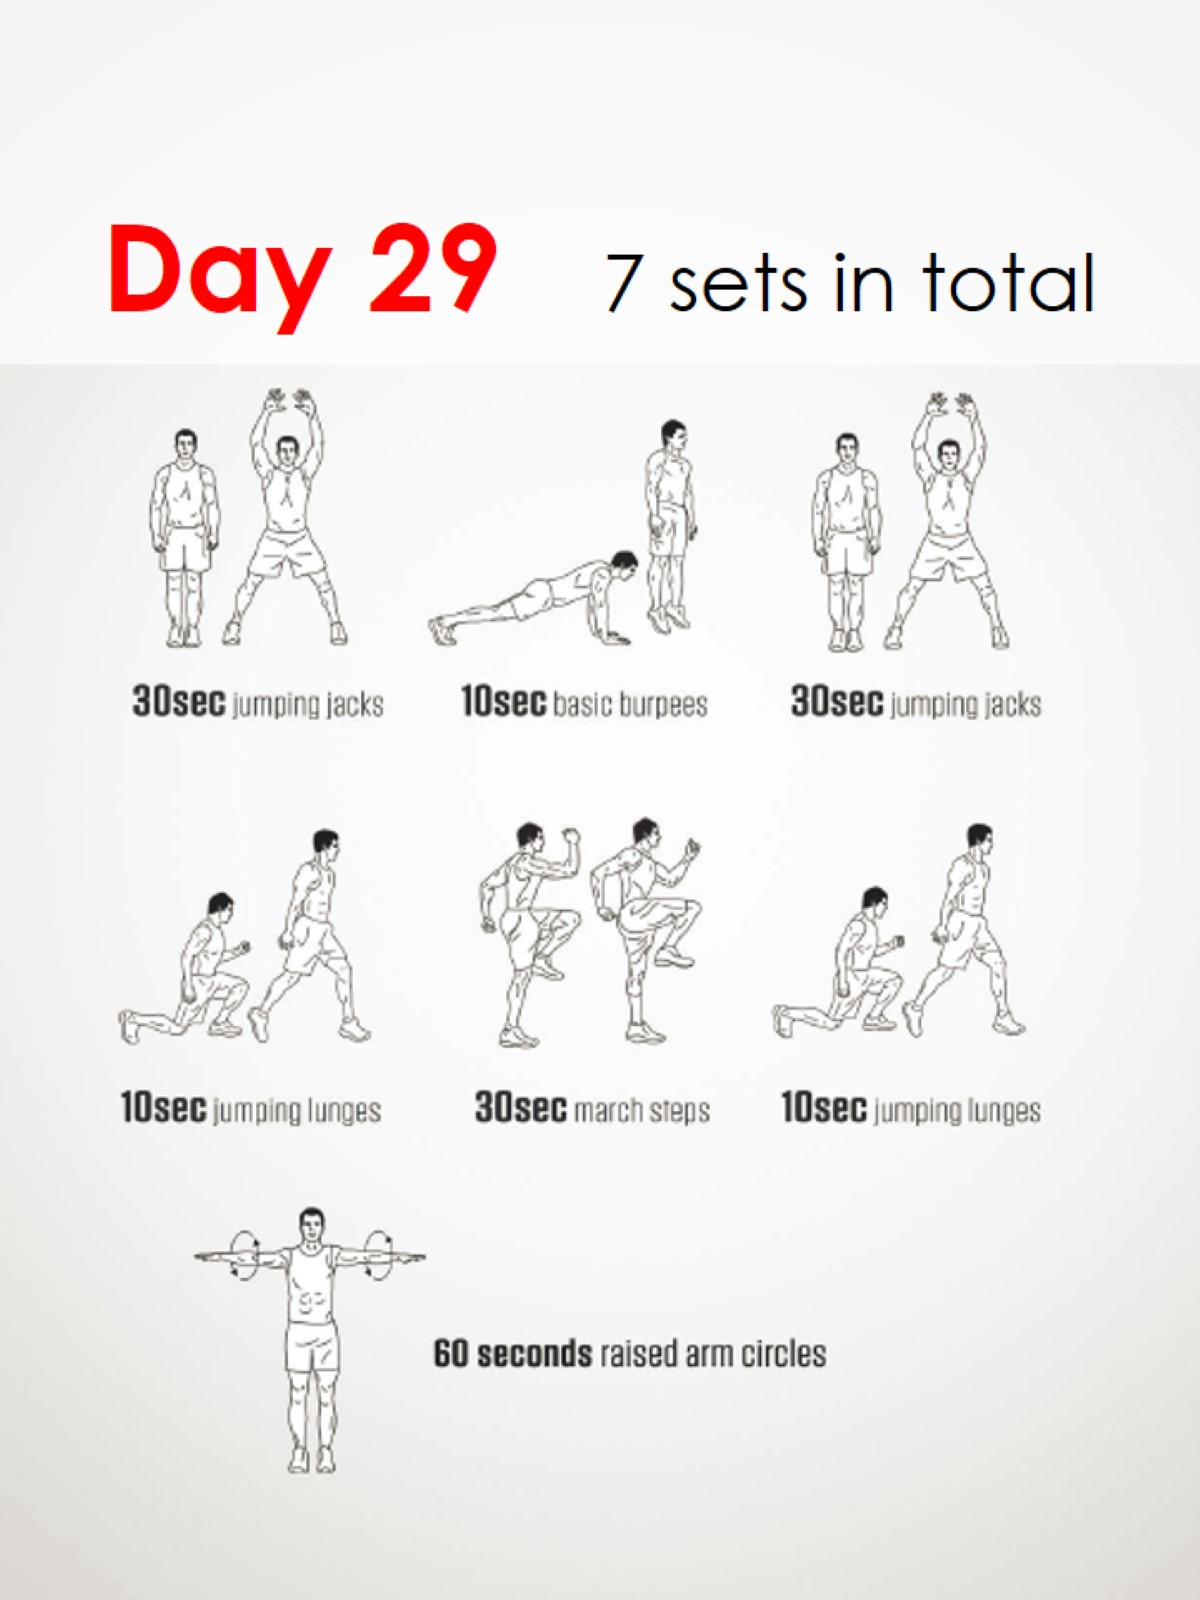 Day 29 7 sets in total
30sec jumping jacks
10sec basic burpees
30sec jumping jacks
10sec jumping lunges
30sec march steps
10sec jumping lunges
60 seconds raised arm circles